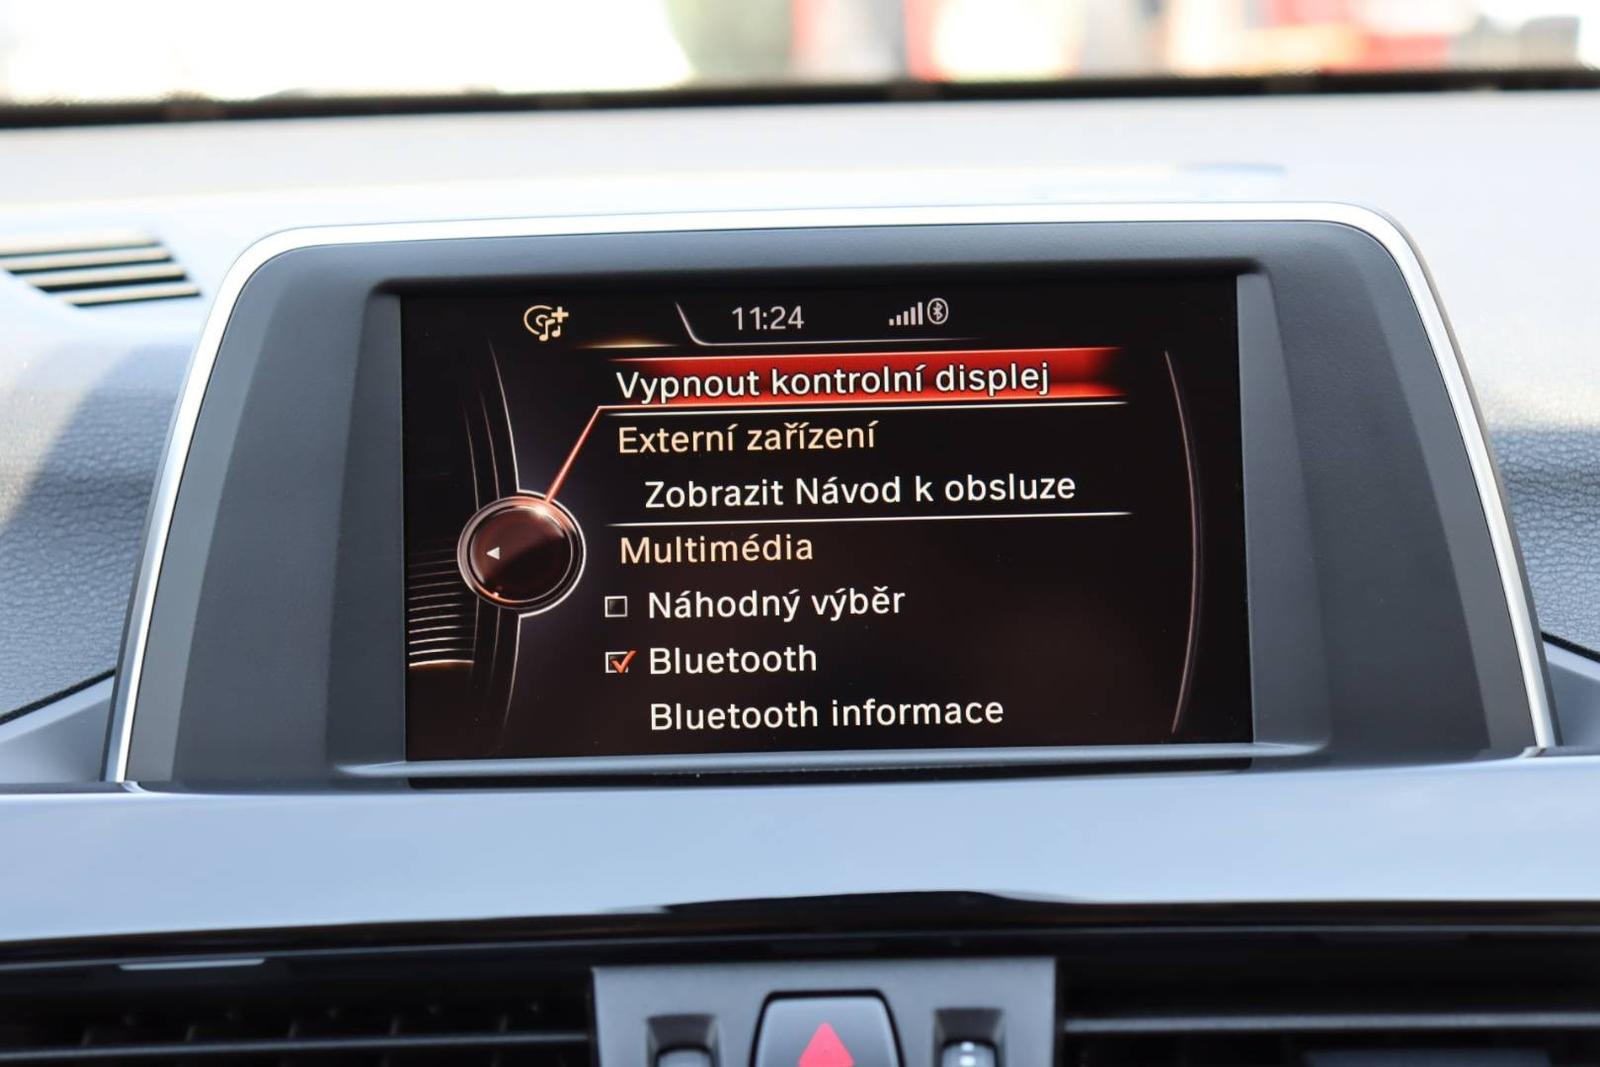 11:24
Vypnout kontrolní displej
Externí zařízení
Zobrazit Návod k obsluze
Multimédia
Náhodný výběr
Bluetooth
Bluetooth informace